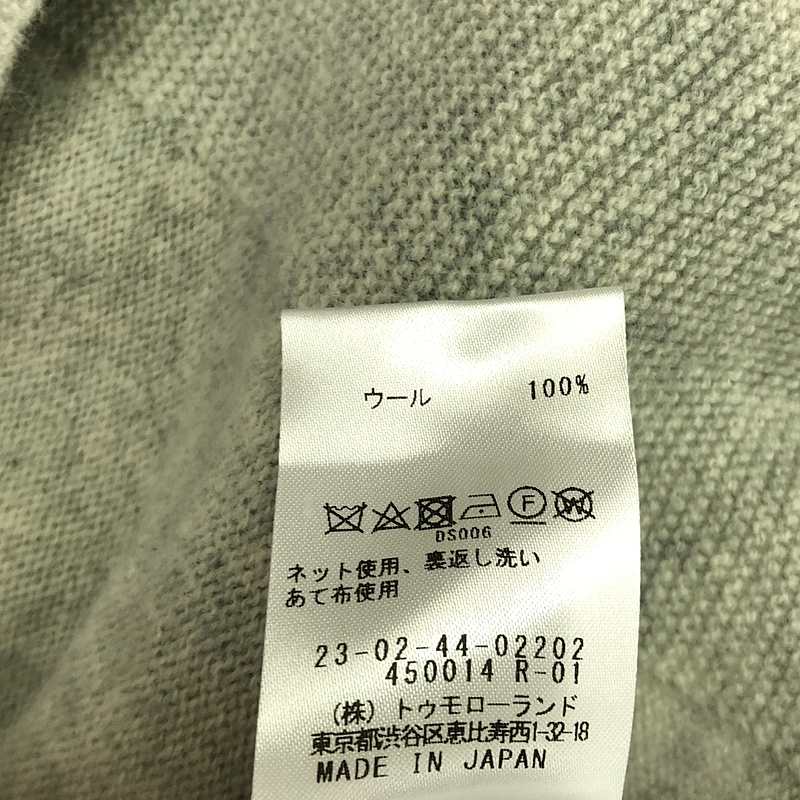 ウール 100%
F W
DS006
ネット使用、裏返し洗い
あて布使用
23-02-44-02202
450014 R-01
(株) トゥモローランド
東京都渋谷区恵比寿西1-32-18
MADE IN JAPAN